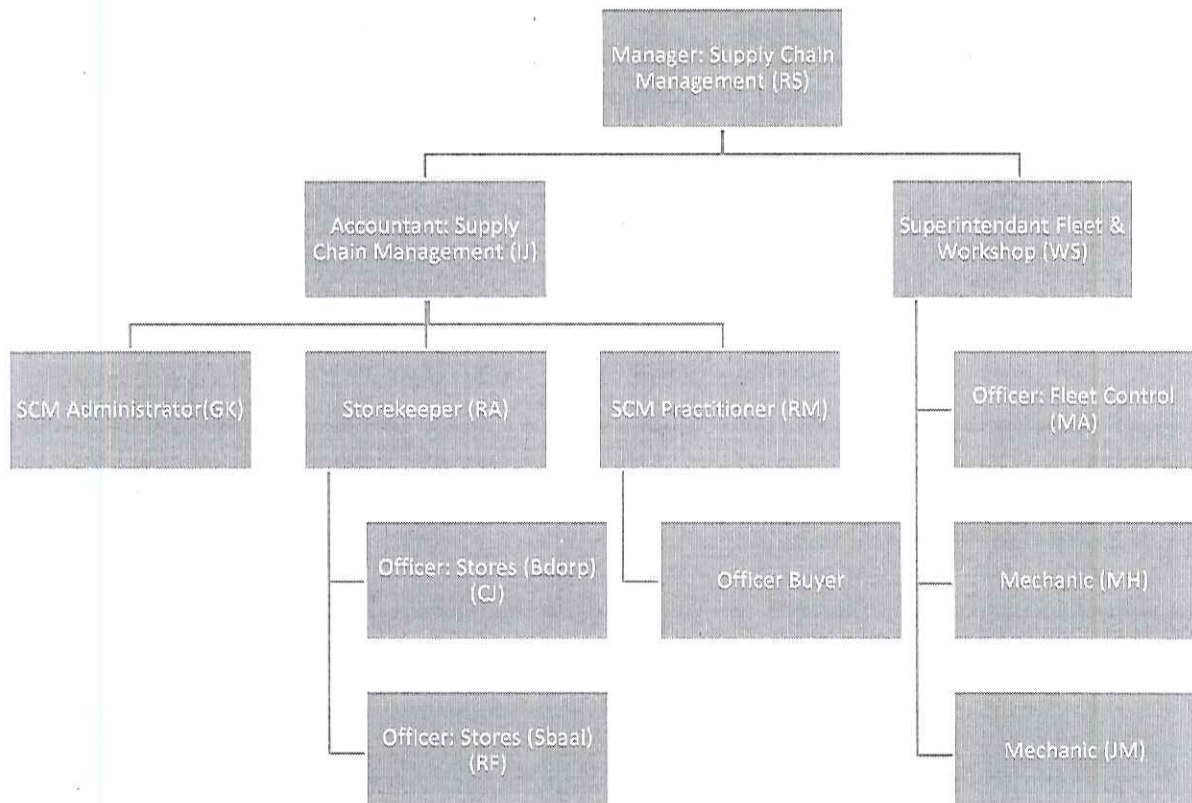 Manager: Supply Chain
Management (RS)
Accountant: Supply
Chain Management (IJ)
Superintendant Fleet &
Workshop (WS)
SCM Administrator(GK)
Storekeeper (RA)
SCM Practitioner (RM)
Officer: Fleet Control
(MA)
Officer: Stores (Bdorp)
(CJ)
Officer Buyer
Mechanic (MH)
Officer: Stores (Sbaai)
(RF)
Mechanic (JM)